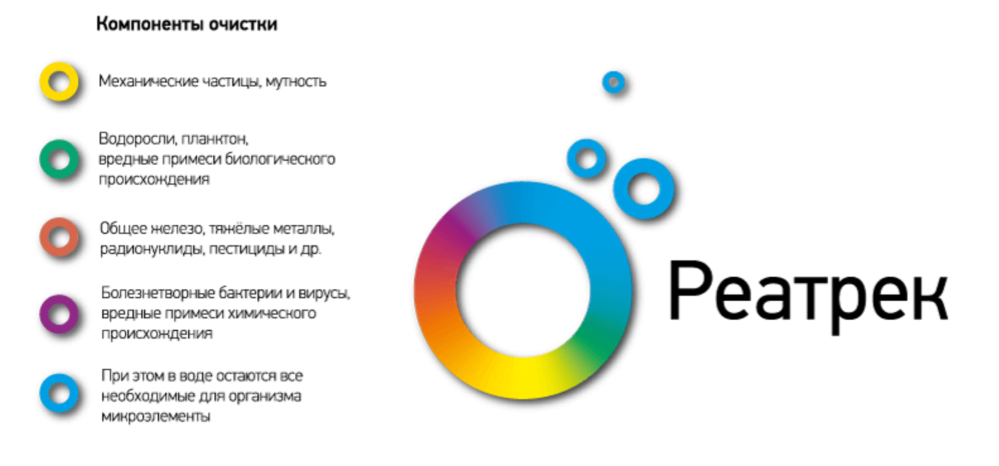 Компоненты очистки
Механические частицы, мутность
Водоросли, планктон,
вредные примеси биологического
происхождения
Общее железо, тяжёлые металлы,
радионуклиды, пестициды и др.
Болезнетворные бактерии и вирусы,
вредные примеси химического
происхождения
При этом в воде остаются все
необходимые для организма
микроэлементы
Реатрек